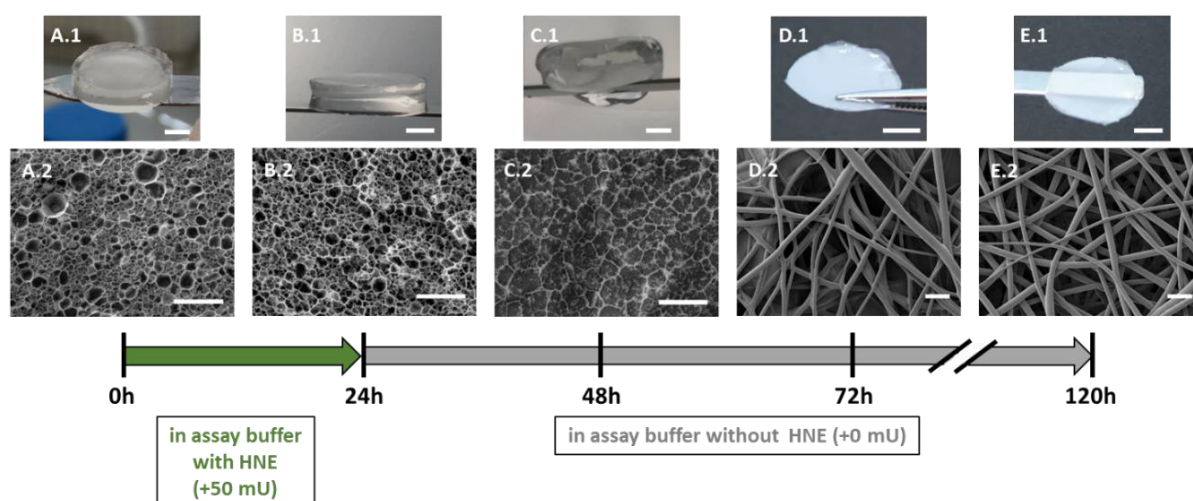 A.1
B.1
C.1
D.1
E.1
A.2
B.2
C.2
D.2
E.2
0h
24h
48h
72h
120h
in assay buffer
with HNE
(+50 mU)
in assay buffer without HNE (+0 mU)